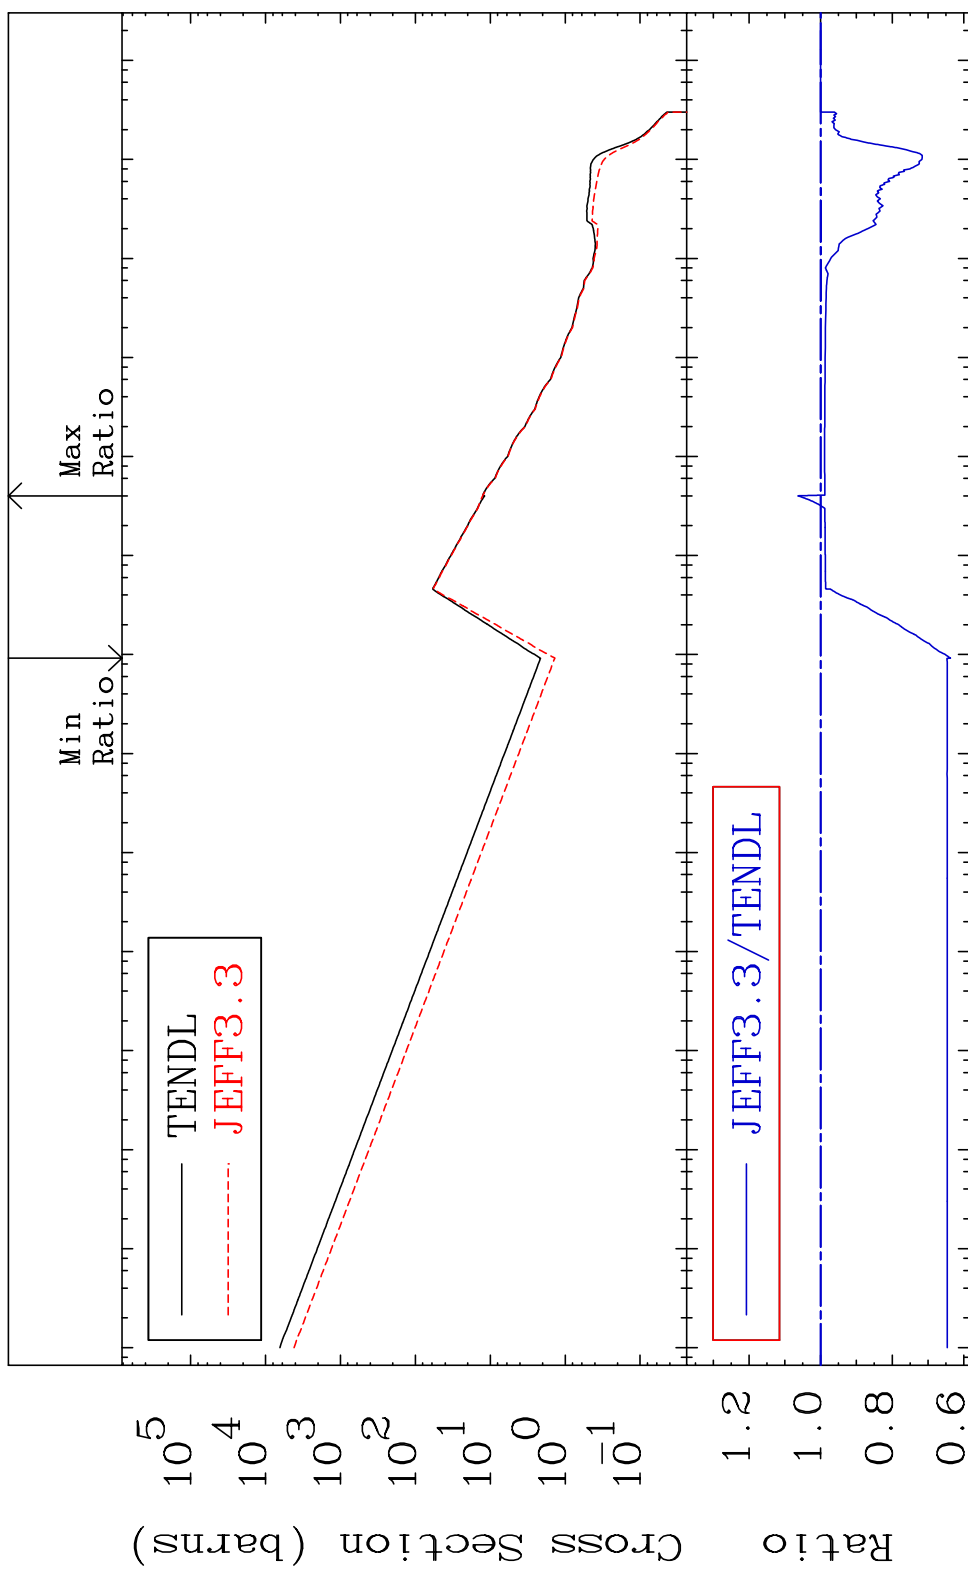 Min
Ratio
Max
Ratio
TENDL
JEFF3.3
10^5
10^4
10^3
10^2
10^1
10^0
10^-1
Cross Section (barns)
JEFF3.3/TENDL
1.2
1.0
0.8
0.6
Ratio